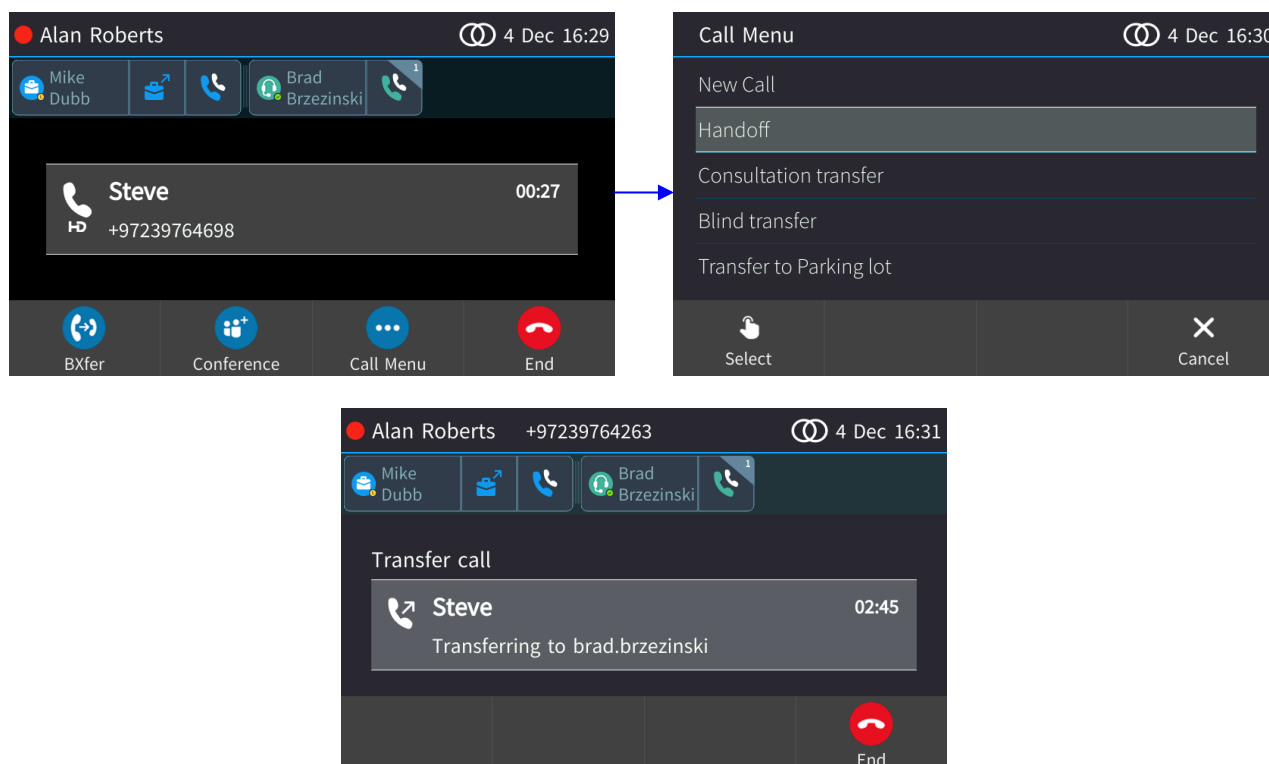 Alan Roberts 4 Dec 16:29
Mike
Dubb
Brad
Brzezinski
1
Steve 00:27
HD +97239764698
BXfer Conference Call Menu End
Call Menu 4 Dec 16:30
New Call
Handoff
Consultation transfer
Blind transfer
Transfer to Parking lot
Select Cancel
Alan Roberts +97239764263 4 Dec 16:31
Mike
Dubb
Brad
Brzezinski
1
Transfer call
Steve 02:45
Transferring to brad.brzezinski
End